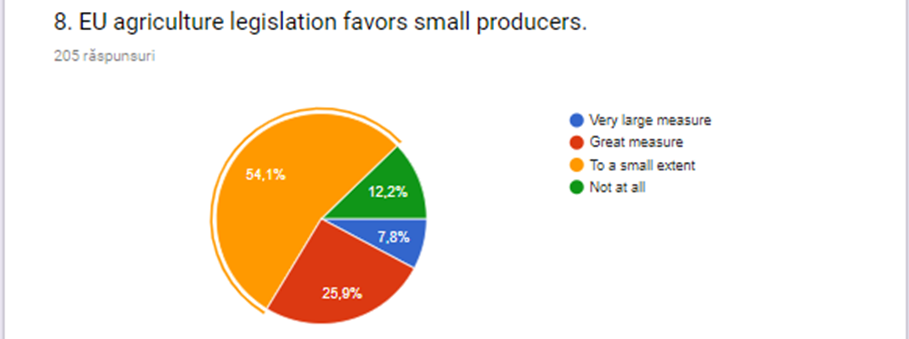 8. EU agriculture legislation favors small producers.
205 răspunsuri
Very large measure
Great measure
To a small extent
Not at all
54,1%
12,2%
7,8%
25,9%